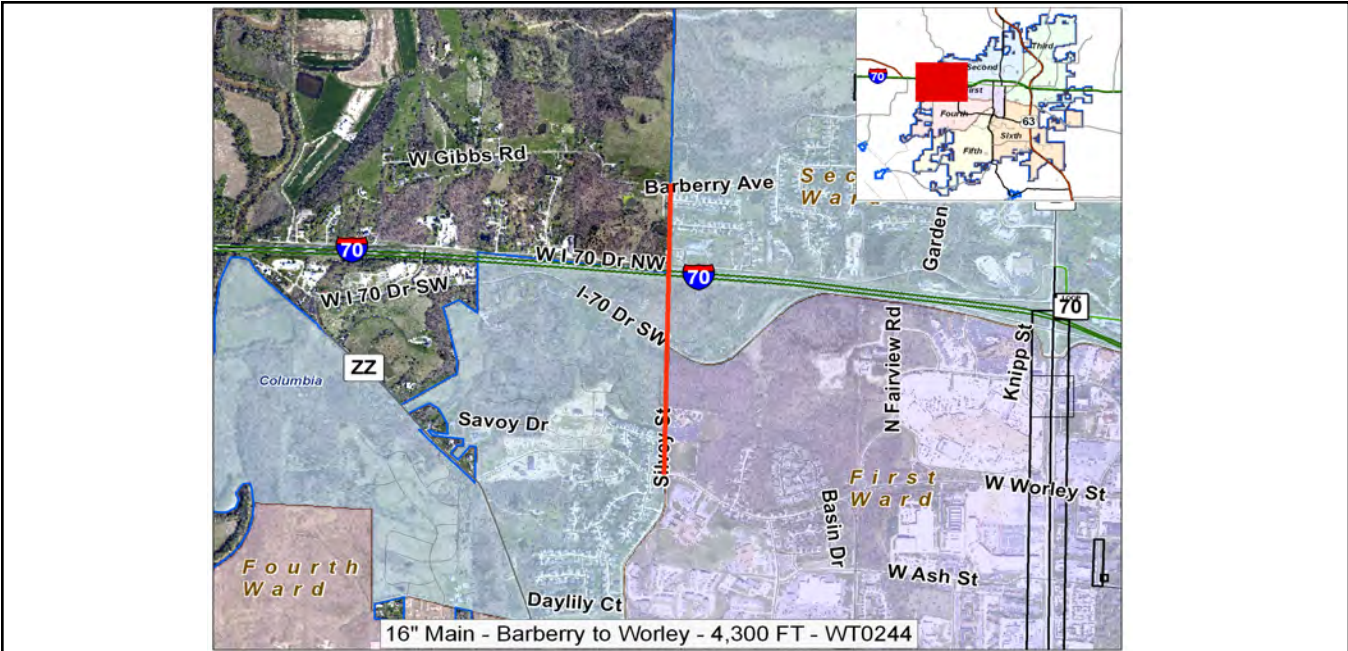 Third
Second
70
irst
Fourth
63
Sixth
Fifth
W Gibbs Rd
Barberry Ave
Sec
Ward
Garden
70
W I 70 Dr NW
70
W I-70 Dr SW
I-70 Dr SW
70
N Fairview Rd
Knipp St
ZZ
Columbia
Savoy Dr
Silvey St
First
Ward
W Worley St
Basin Dr
Fourth
Ward
W Ash St
Daylily Ct
16" Main - Barberry to Worley - 4,300 FT - WT0244